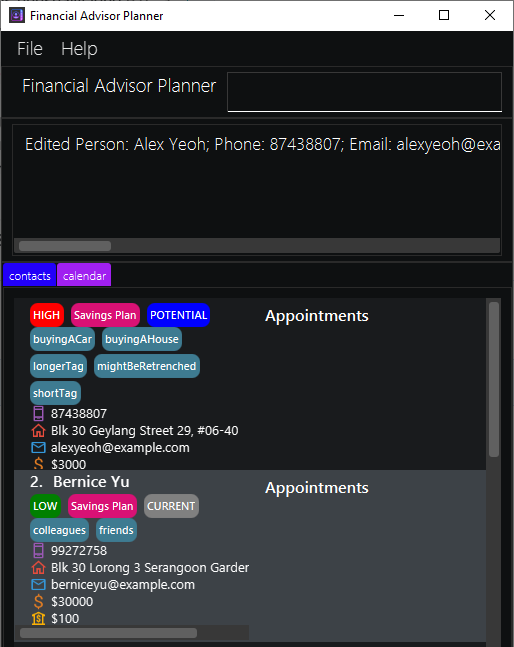 Financial Advisor Planner
File Help
Financial Advisor Planner
Edited Person: Alex Yeoh; Phone: 87438807; Email: alexyeoh@exa
contacts calendar
HIGH Savings Plan POTENTIAL Appointments
buyingACar buyingAHouse
longerTag mightBeRetrenched
shortTag
87438807
Blk 30 Geylang Street 29, #06-40
alexyeoh@example.com
$3000
2. Bernice Yu
LOW Savings Plan CURRENT Appointments
colleagues friends
99272758
Blk 30 Lorong 3 Serangoon Garder
berniceyu@example.com
$30000
$100